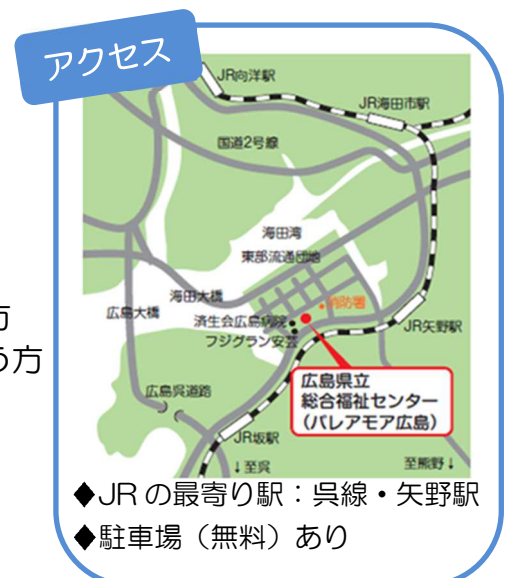 アクセス
JR向洋駅
JR海田市駅
国道2号線
海田湾
東部流通団地
海田大橋
広島大橋
消防署
済生会広島病院
フジグラン安芸
JR矢野駅
方
う方
広島県立
総合福祉センター
(パレアモア広島)
広島呉道路
JR坂駅
↓至呉
至熊野↓
◆JRの最寄り駅：呉線・矢野駅
◆駐車場（無料）あり